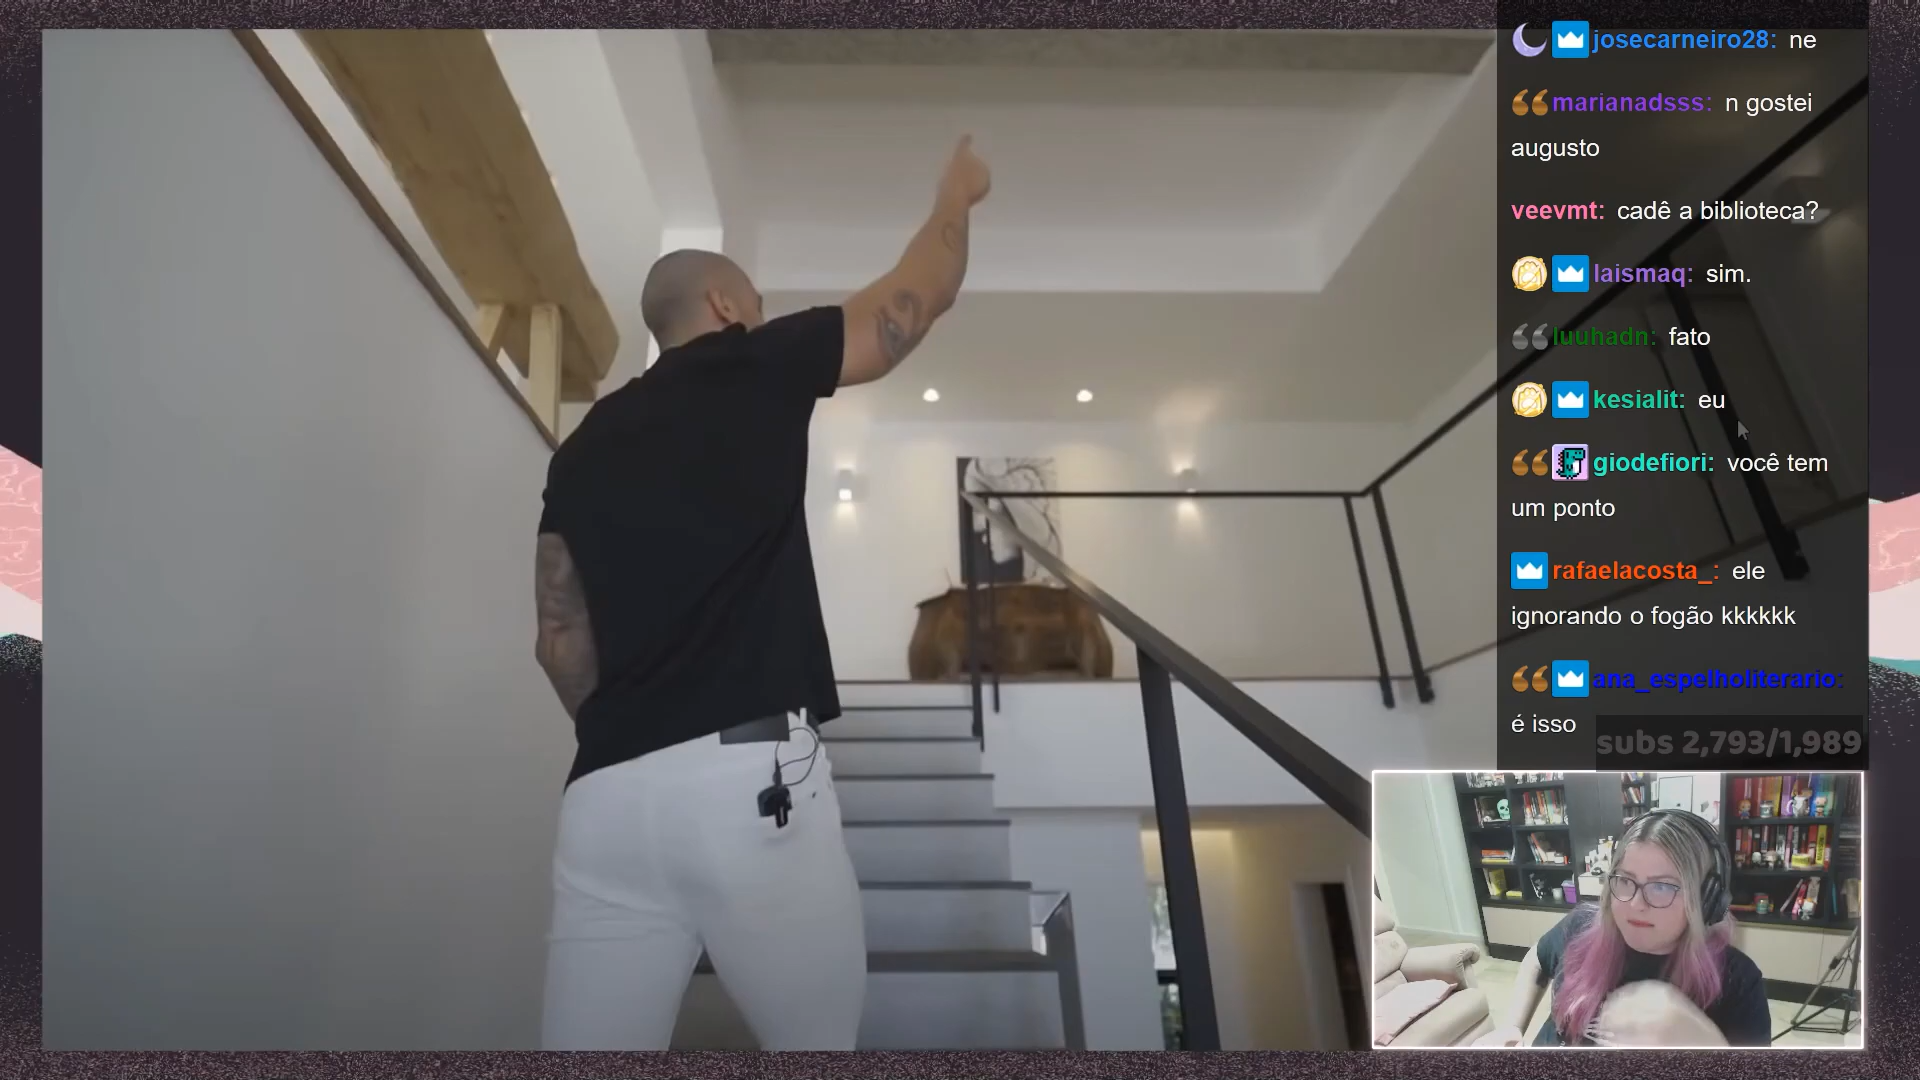 josecarneiro28: ne
marianadsss: n gostei
augusto
veevmt: cadê a biblioteca?
laismaq: sim.
luuhadn: fato
kesialit: eu
giodefiori: você tem
um ponto
rafaelacosta_: ele
ignorando o fogão kkkkkk
ana_espelholiterario:
é isso
subs 2,793/1,989